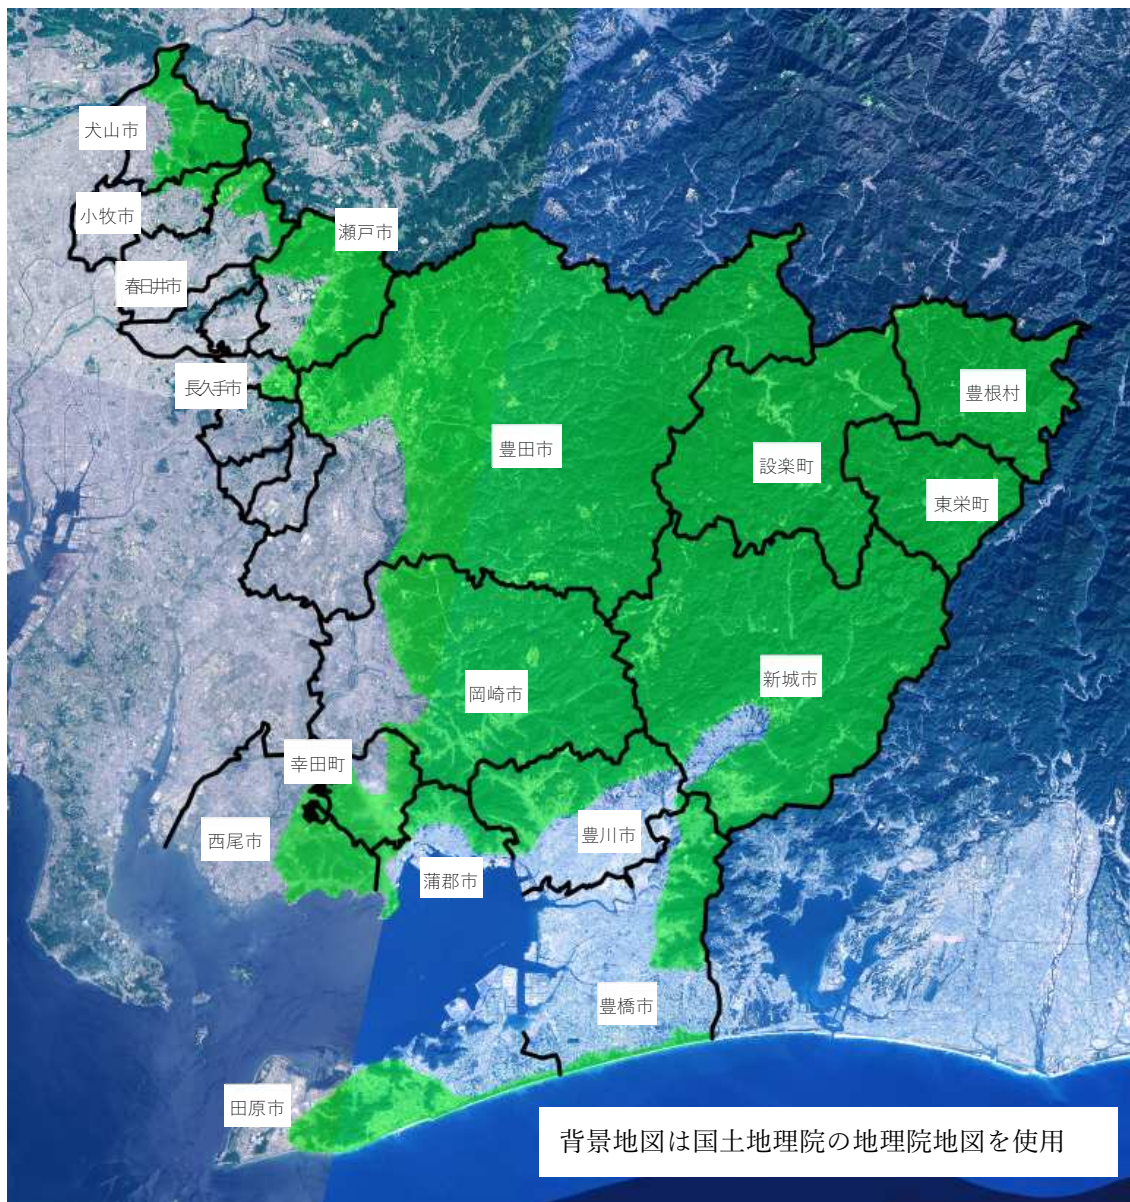 犬山市
小牧市
瀬戸市
春日井市
長久手市
豊根村
豊田市
設楽町
東栄町
岡崎市
新城市
幸田町
西尾市
豊川市
蒲郡市
豊橋市
田原市
背景地図は国土地理院の地理院地図を使用